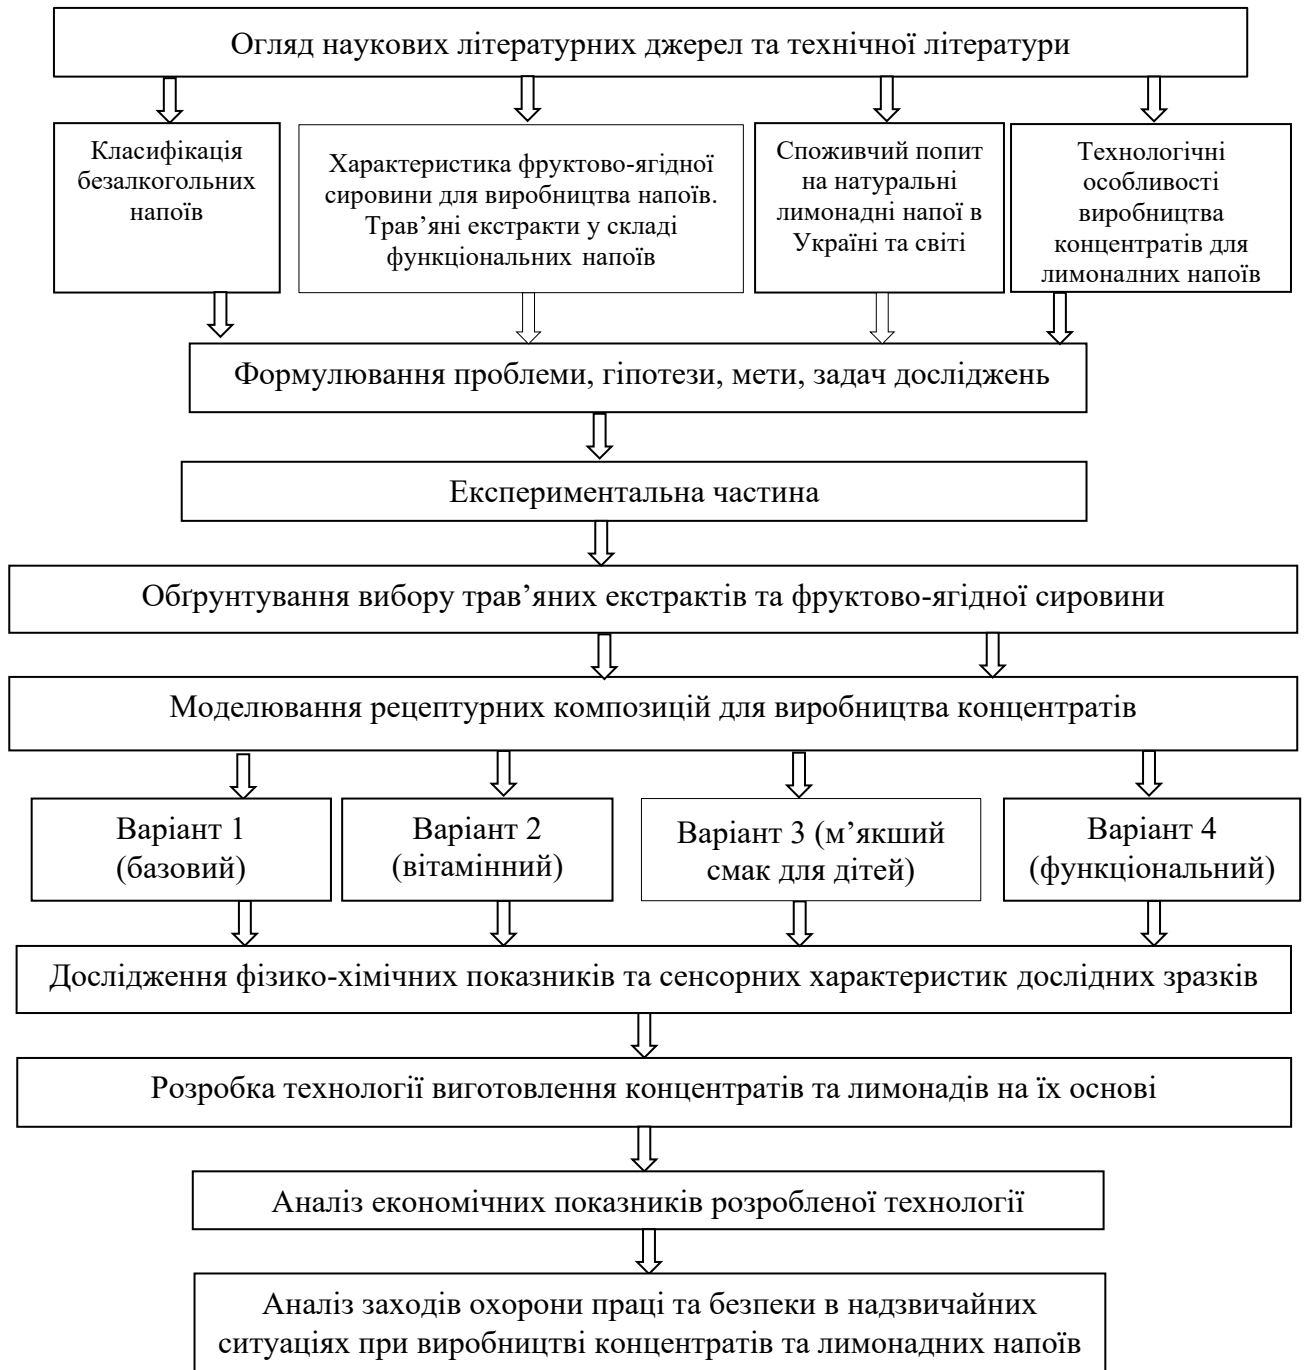 Огляд наукових літературних джерел та технічної літератури
Класифікація
безалкогольних
напоїв
Характеристика фруктово-ягідної
сировини для виробництва напоїв.
Трав’яні екстракти у складі
функціональних напоїв
Споживчий попит
на натуральні
лимонадні напої в
Україні та світі
Технологічні
особливості
виробництва
концентратів для
лимонадних напоїв
Формулювання проблеми, гіпотези, мети, задач досліджень
Експериментальна частина
Обґрунтування вибору трав’яних екстрактів та фруктово-ягідної сировини
Моделювання рецептурних композицій для виробництва концентратів
Варіант 1
(базовий)
Варіант 2
(вітамінний)
Варіант 3 (м’якший
смак для дітей)
Варіант 4
(функціональний)
Дослідження фізико-хімічних показників та сенсорних характеристик дослідних зразків
Розробка технології виготовлення концентратів та лимонадів на їх основі
Аналіз економічних показників розробленої технології
Аналіз заходів охорони праці та безпеки в надзвичайних
ситуаціях при виробництві концентратів та лимонадних напоїв